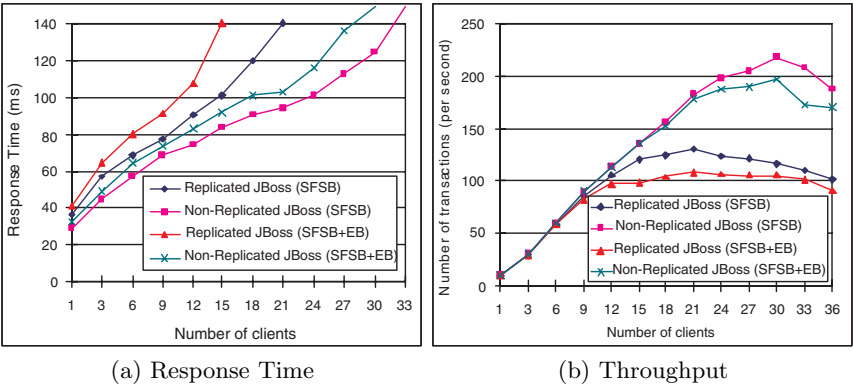 140
120
100
80
60
40
20
0
Response Time (ms)
Replicated JBoss (SFSB)
Non-Replicated JBoss (SFSB)
Replicated JBoss (SFSB+EB)
Non-Replicated JBoss (SFSB+EB)
1 3 6 9 12 15 18 21 24 27 30 33
Number of clients
(a) Response Time
250
200
150
100
50
0
Number of transactions (per second)
Replicated JBoss (SFSB)
Non-Replicated JBoss (SFSB)
Replicated JBoss (SFSB+EB)
Non-Replicated JBoss (SFSB+EB)
1 3 6 9 12 15 18 21 24 27 30 33 36
Number of clients
(b) Throughput